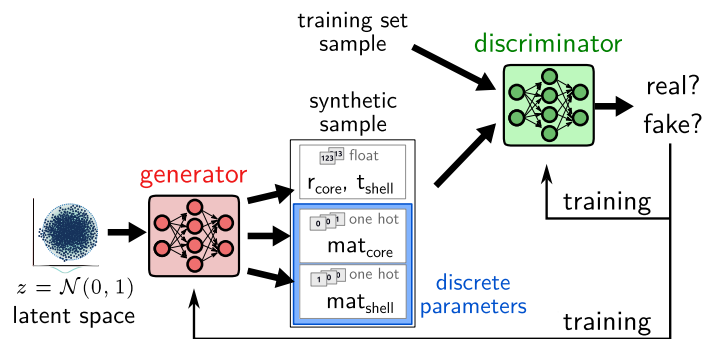 training set
sample
discriminator
real?
fake?
synthetic
sample
123 13 float
r_core, t_shell
generator
0 0 1 one hot
mat_core
training
1 0 0 one hot
mat_shell
discrete
parameters
z = 𝒩(0, 1)
latent space
training